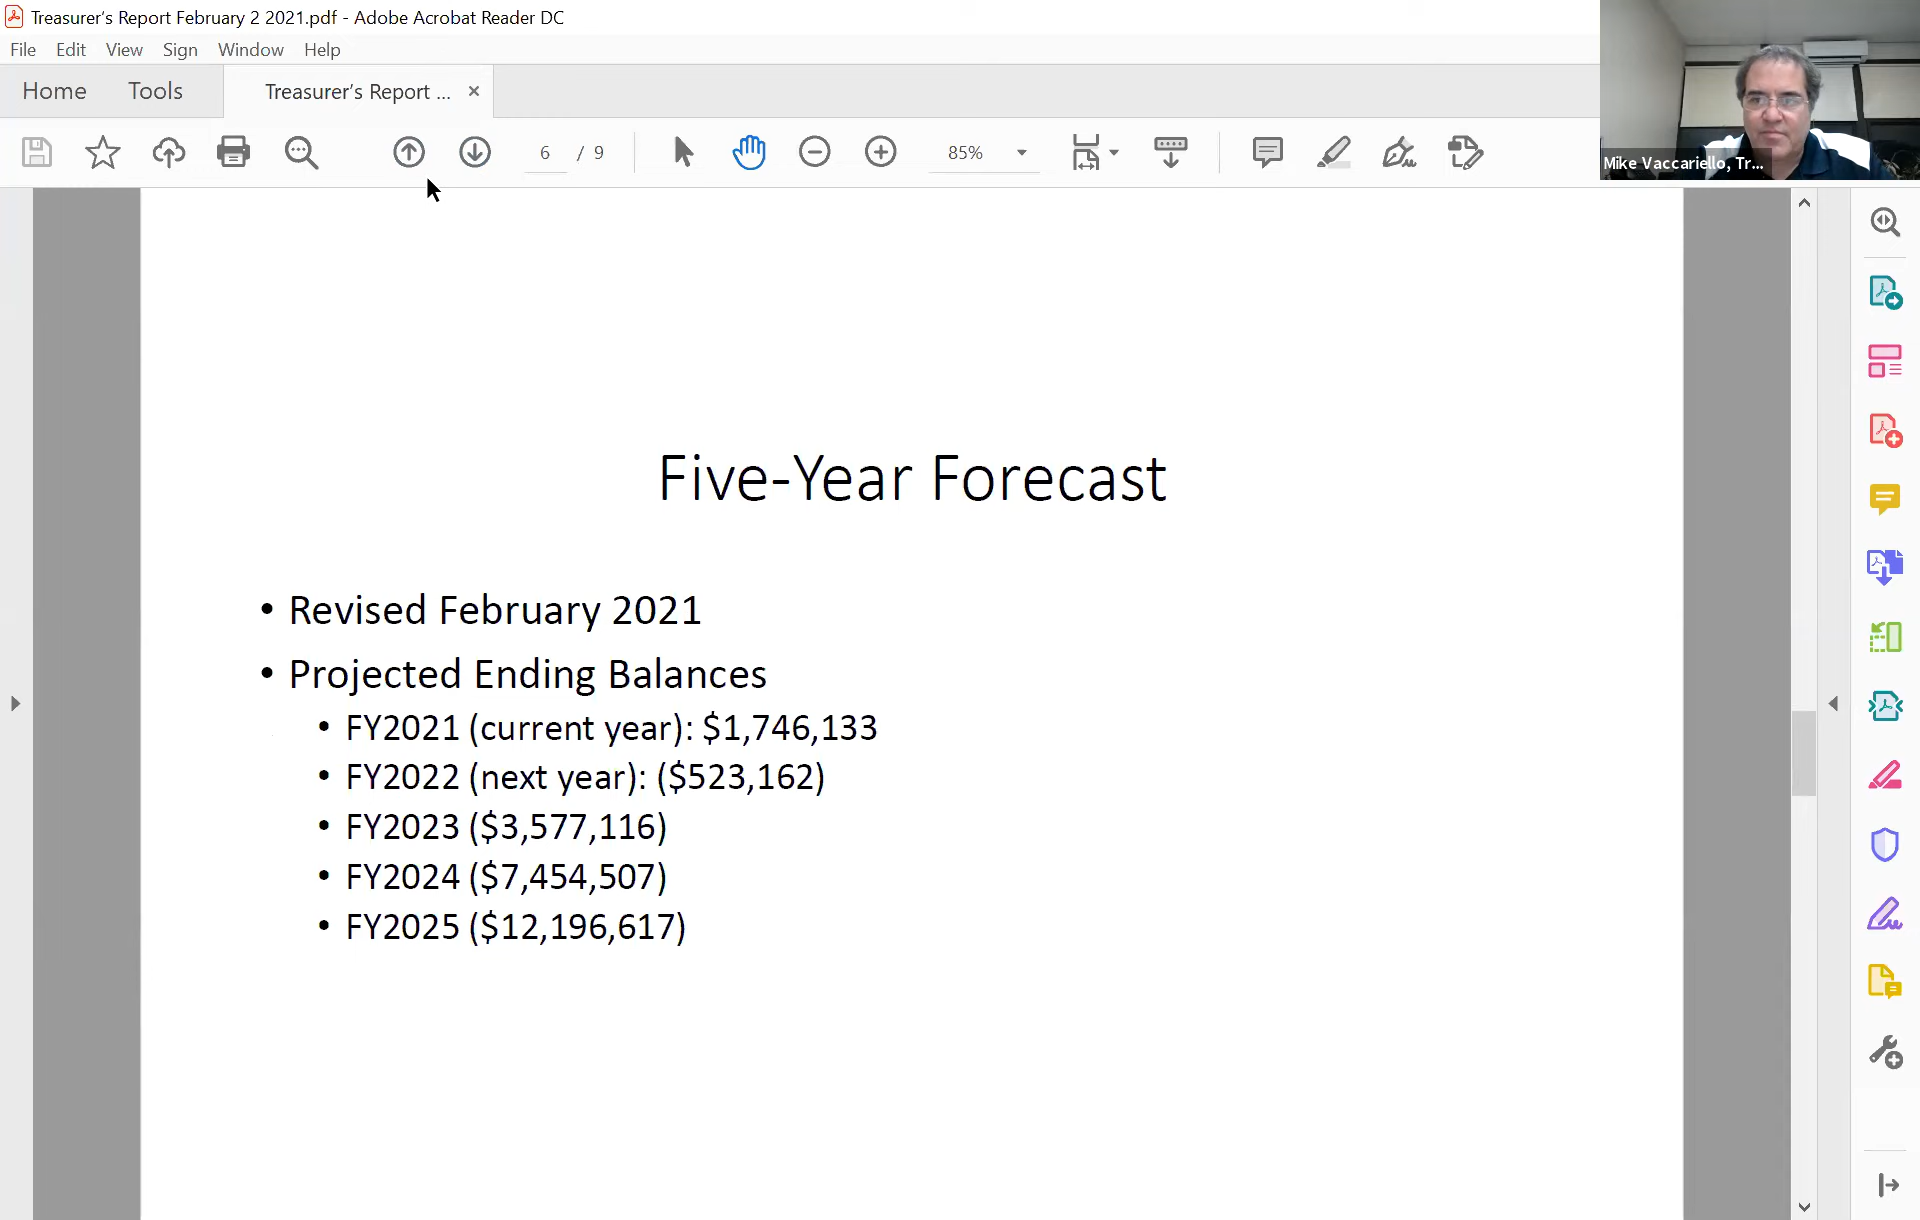 Treasurer's Report February 2 2021.pdf - Adobe Acrobat Reader DC
File Edit View Sign Window Help
Home Tools Treasurer's Report ... ×
6 / 9 85%
Mike Vaccariello, Tr...
Five-Year Forecast
• Revised February 2021
• Projected Ending Balances
• FY2021 (current year): $1,746,133
• FY2022 (next year): ($523,162)
• FY2023 ($3,577,116)
• FY2024 ($7,454,507)
• FY2025 ($12,196,617)